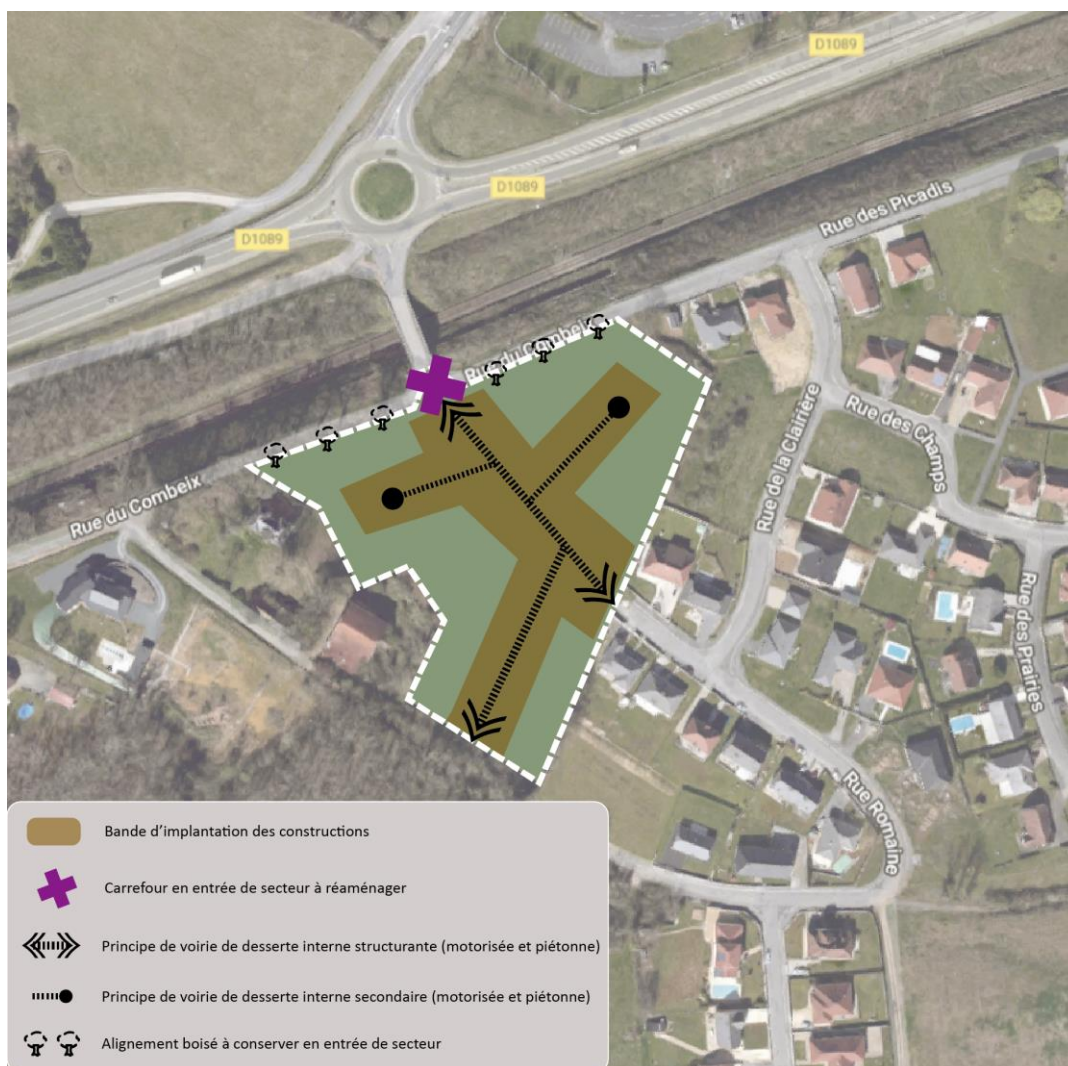 D1089
D1089
D1089
Rue des Picadis
Rue du Combeix
Rue du Combeix
Rue de la Clairière
Rue des Champs
Rue des Prairies
Rue Romaine
Bande d'implantation des constructions
Carrefour en entrée de secteur à réaménager
Principe de voirie de desserte interne structurante (motorisée et piétonne)
Principe de voirie de desserte interne secondaire (motorisée et piétonne)
Alignement boisé à conserver en entrée de secteur